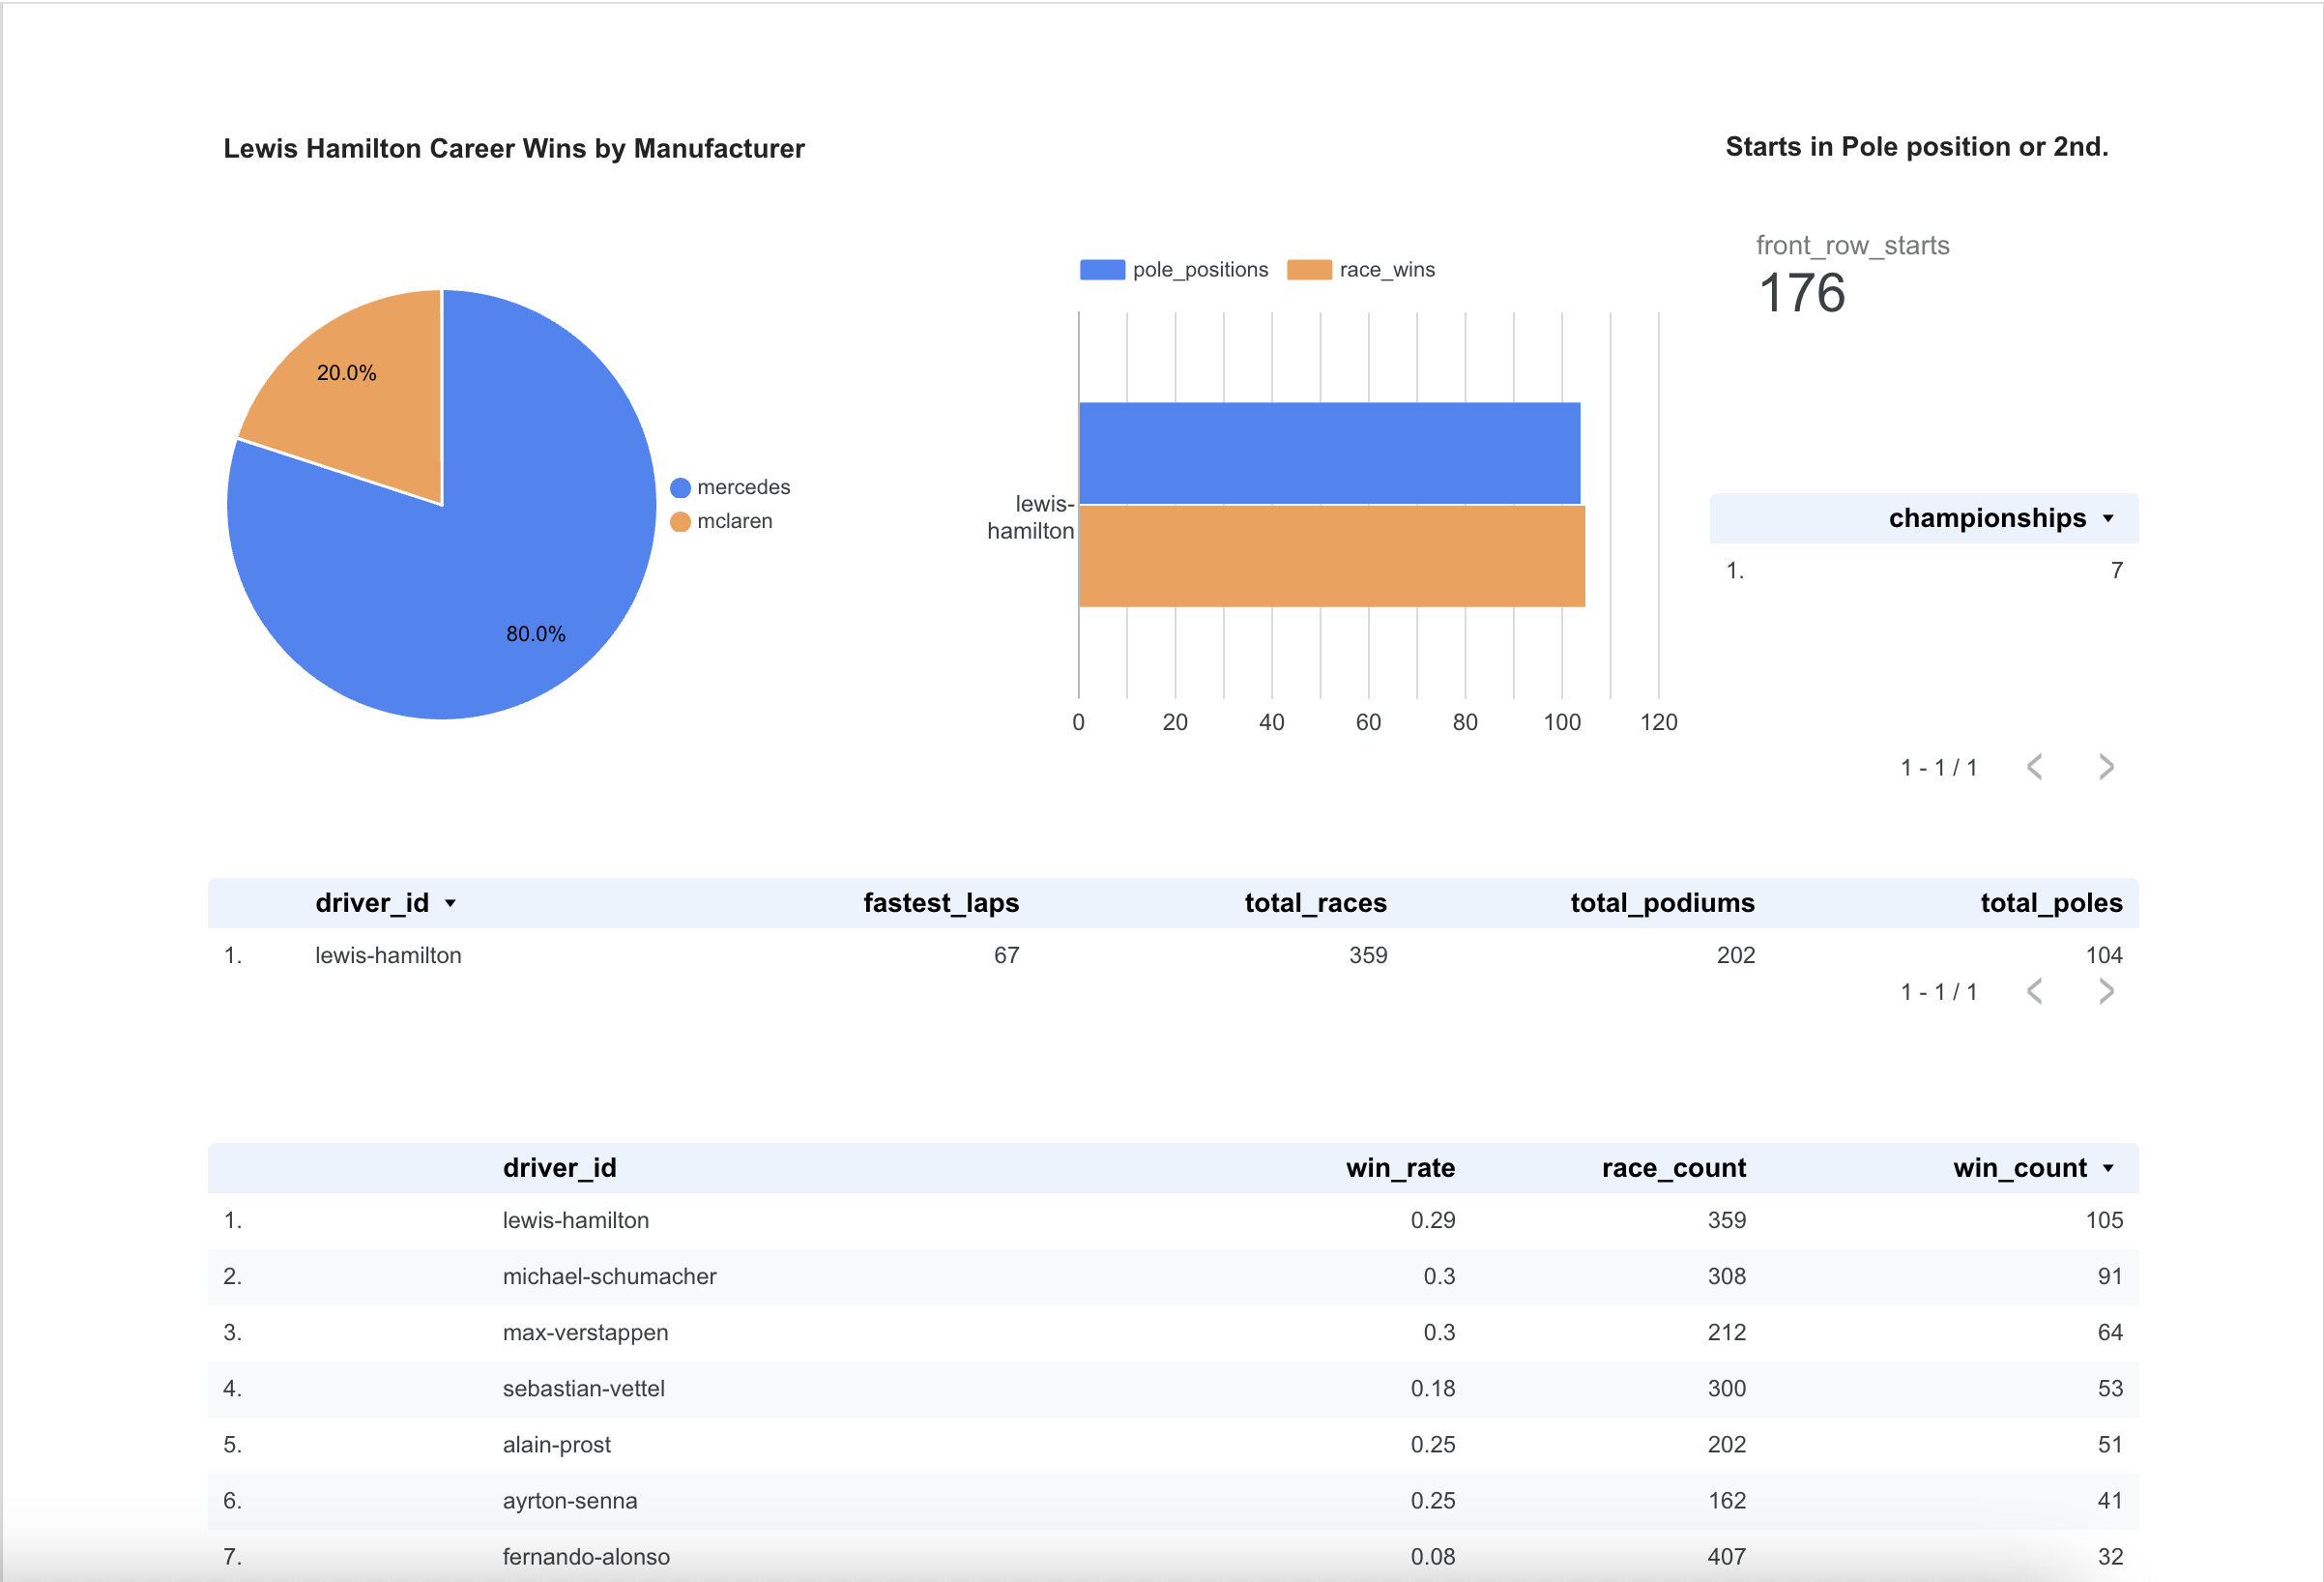 Lewis Hamilton Career Wins by Manufacturer
20.0%
80.0%
mercedes
mclaren
pole_positions race_wins
lewis-
hamilton
0 20 40 60 80 100 120
Starts in Pole position or 2nd.
front_row_starts
176
championships
1. 7
1 - 1 / 1
driver_id fastest_laps total_races total_podiums total_poles
1. lewis-hamilton 67 359 202 104
1 - 1 / 1
driver_id win_rate race_count win_count
1. lewis-hamilton 0.29 359 105
2. michael-schumacher 0.3 308 91
3. max-verstappen 0.3 212 64
4. sebastian-vettel 0.18 300 53
5. alain-prost 0.25 202 51
6. ayrton-senna 0.25 162 41
7. fernando-alonso 0.08 407 32